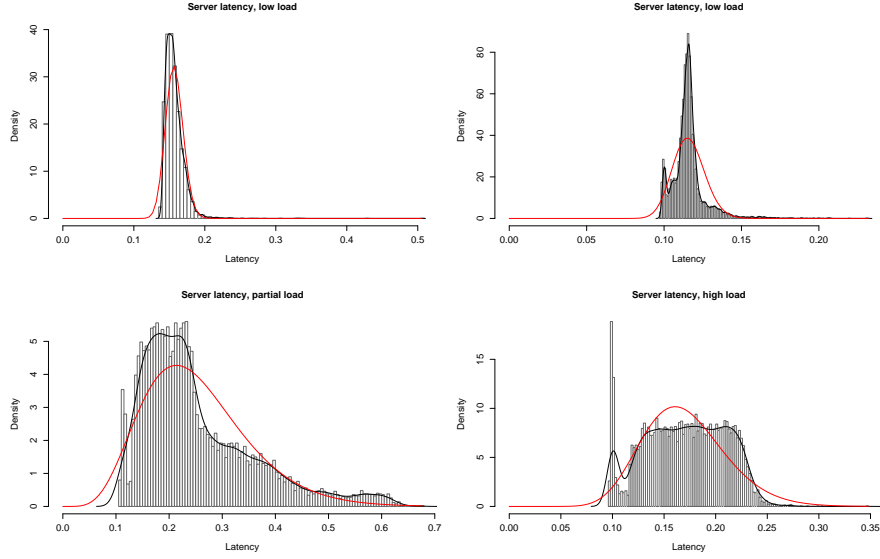 Server latency, low load
Density
0 10 20 30 40
0.0 0.1 0.2 0.3 0.4 0.5
Latency
Server latency, low load
Density
0 20 40 60 80
0.00 0.05 0.10 0.15 0.20
Latency
Server latency, partial load
Density
0 1 2 3 4 5
0.0 0.1 0.2 0.3 0.4 0.5 0.6 0.7
Latency
Server latency, high load
Density
0 5 10 15
0.00 0.05 0.10 0.15 0.20 0.25 0.30 0.35
Latency